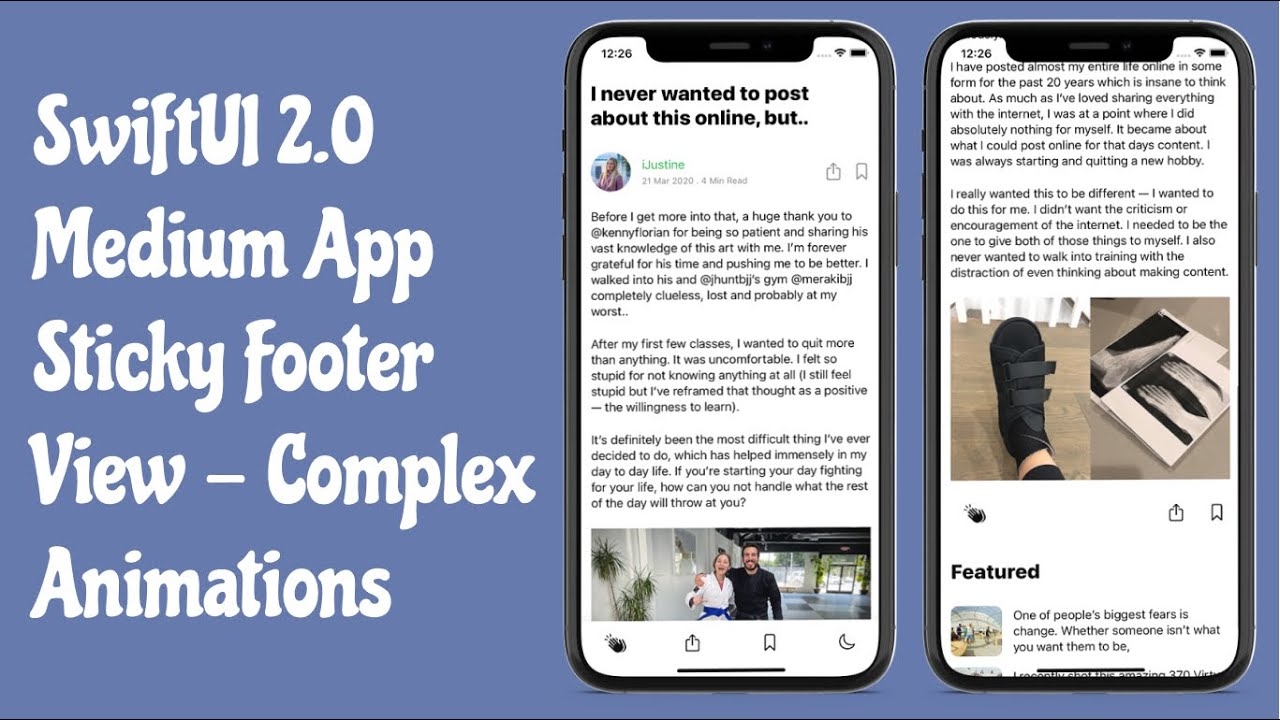 SwiftUI 2.0
Medium App
Sticky Footer
View - Complex
Animations
12:26
I never wanted to post
about this online, but..
iJustine
21 Mar 2020 . 4 Min Read
Before I get more into that, a huge thank you to
@kennyflorian for being so patient and sharing his
vast knowledge of this art with me. I'm forever
grateful for his time and pushing me to be better. I
walked into his and @jhuntbjj's gym @merakibjj
completely clueless, lost and probably at my
worst..
After my first few classes, I wanted to quit more
than anything. It was uncomfortable. I felt so
stupid for not knowing anything at all (I still feel
stupid but I've reframed that thought as a positive
— the willingness to learn).
It's definitely been the most difficult thing I've ever
decided to do, which has helped immensely in my
day to day life. If you're starting your day fighting
for your life, how can you not handle what the rest
of the day will throw at you?
12:26
I have posted almost my entire life online in some
form for the past 20 years which is insane to think
about. As much as I've loved sharing everything
with the internet, I was at a point where I did
absolutely nothing for myself. It became about
what I could post online for that days content. I
was always starting and quitting a new hobby.
I really wanted this to be different — I wanted to
do this for me. I didn't want the criticism or
encouragement of the internet. I needed to be the
one to give both of those things to myself. I also
never wanted to walk into training with the
distraction of even thinking about making content.
Featured
One of people's biggest fears is
change. Whether someone isn't what
you want them to be,
I recently shot this amazing 370